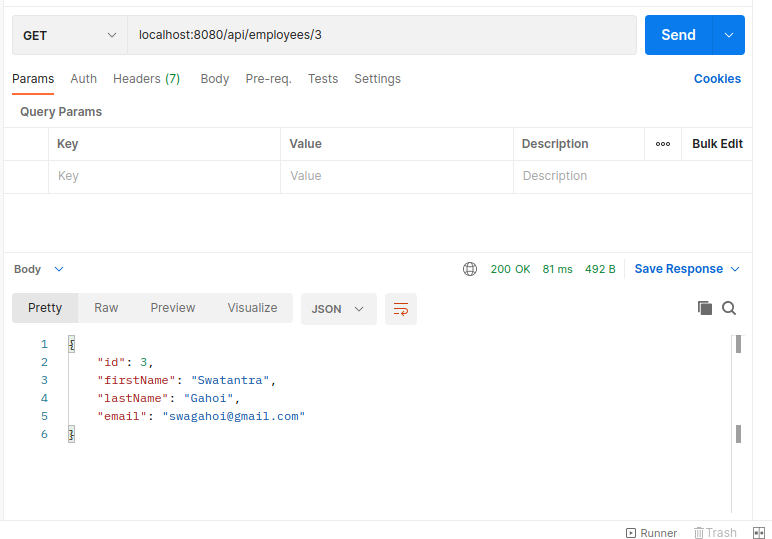 GET localhost:8080/api/employees/3 Send
Params Auth Headers (7) Body Pre-req. Tests Settings Cookies
Query Params
Key Value Description ooo Bulk Edit
Key Value Description
Body 200 OK 81 ms 492 B Save Response
Pretty Raw Preview Visualize JSON
1 {
2 "id": 3,
3 "firstName": "Swatantra",
4 "lastName": "Gahoi",
5 "email": "swagahoi@gmail.com"
6 }
Runner Trash